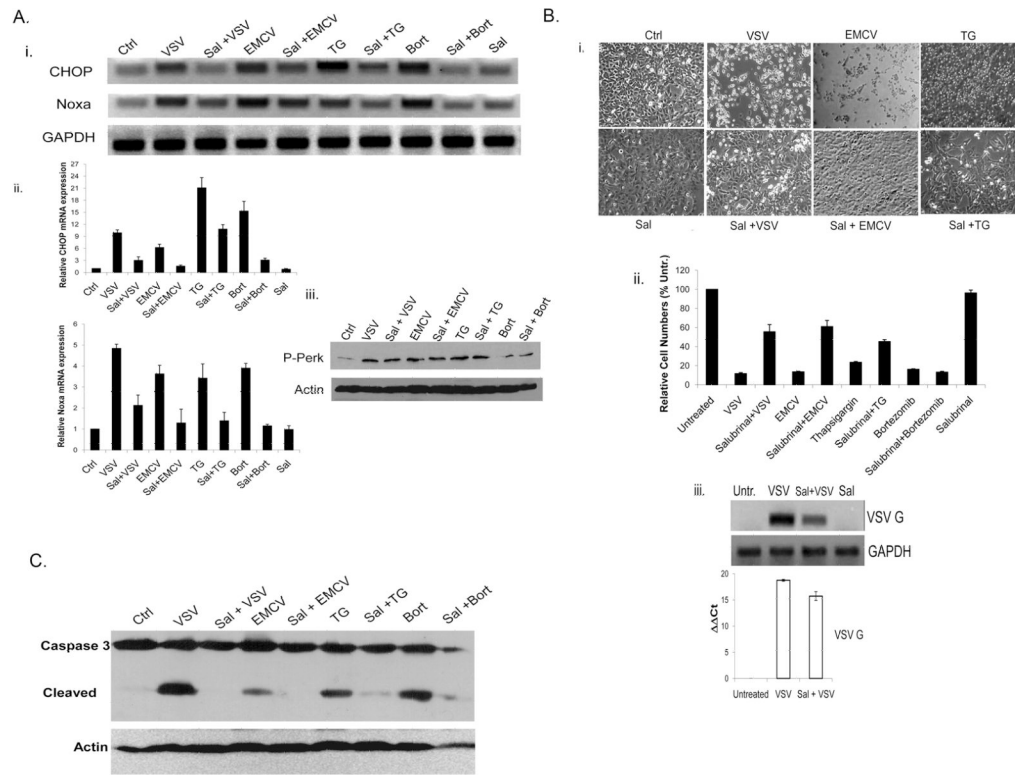 A.
i.
Ctrl VSV Sal +VSV EMCV Sal+EMCV TG Sal+TG Bort Sal+Bort Sal
CHOP
Noxa
GAPDH
ii.
Relative CHOP mRNA expression
27
24
21
18
15
12
9
6
3
0
Ctrl VSV Sal+VSV EMCV Sal+EMCV TG Sal+TG Bort Sal+Bort Sal
Relative Noxa mRNA expression
6
5
4
3
2
1
0
Ctrl VSV Sal+VSV EMCV Sal+EMCV TG Sal+TG Bort Sal+Bort Sal
iii.
Ctrl VSV Sal + VSV EMCV Sal + EMCV TG Sal + TG Bort Sal + Bort
P-Perk
Actin
B.
i.
Ctrl VSV EMCV TG
Sal Sal +VSV Sal + EMCV Sal +TG
ii.
Relative Cell Numbers (% Untr.)
120
100
80
60
40
20
0
Untreated VSV Salubrinal+VSV EMCV Salubrinal+EMCV Thapsigargin Salubrinal+TG Bortezomib Salubrinal+Bortezomib Salubrinal
iii.
Untr. VSV Sal+VSV Sal
VSV G
GAPDH
ΔΔCt
20
15
10
5
0
VSV G
Untreated VSV Sal + VSV
C.
Ctrl VSV Sal + VSV EMCV Sal + EMCV TG Sal +TG Bort Sal +Bort
Caspase 3
Cleaved
Actin